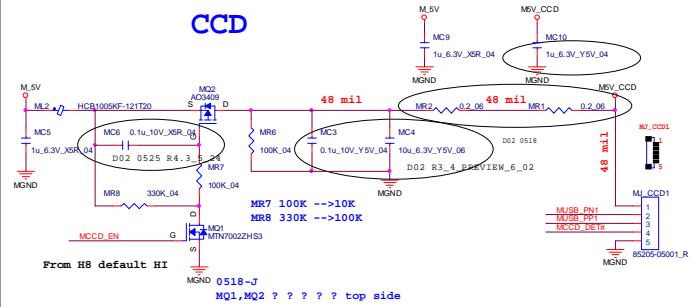 CCD
M_5V
M5V_CCD
MC9
1u_6.3V_X5R_04
MGND
MC10
1u_6.3V_Y5V_04
M_5V
ML2
HCB1005KF-121T20
MQ2
AO3409
S
D
G
48 mil
MR2
0.2_06
48 mil
MR1
0.2_06
M5V_CCD
MC5
1u_6.3V_X5R_04
MGND
MC6
0.1u_10V_X5R_04
D02 0525 R4.3_5_24
MR6
100K_04
MC3
0.1u_10V_Y5V_04
MC4
10u_6.3V_Y5V_06
D02 0518
D02 R3_4_PREVIEW_6_02
MGND
MR7
100K_04
48 mil
MJ_CCD1
1
5
MR8
330K_04
MR7 100K -->10K
MR8 330K -->100K
MCCD_EN
G
D
S
MQ1
MTN7002ZHS3
MGND
From H8 default HI
MJ_CCD1
MUSB_PN1
MUSB_PP1
MCCD_DET#
1
2
3
4
5
MGND
85205-05001_R
0518-J
MQ1,MQ2 ? ? ? ? ? top side